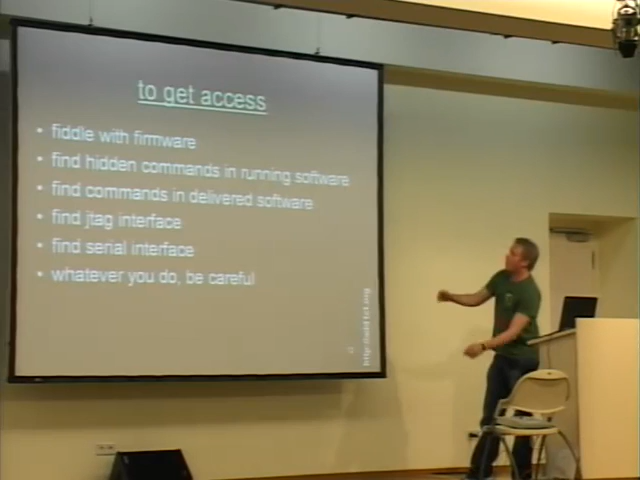 to get access
• fiddle with firmware
• find hidden commands in running software
• find commands in delivered software
• find jtag interface
• find serial interface
• whatever you do, be careful